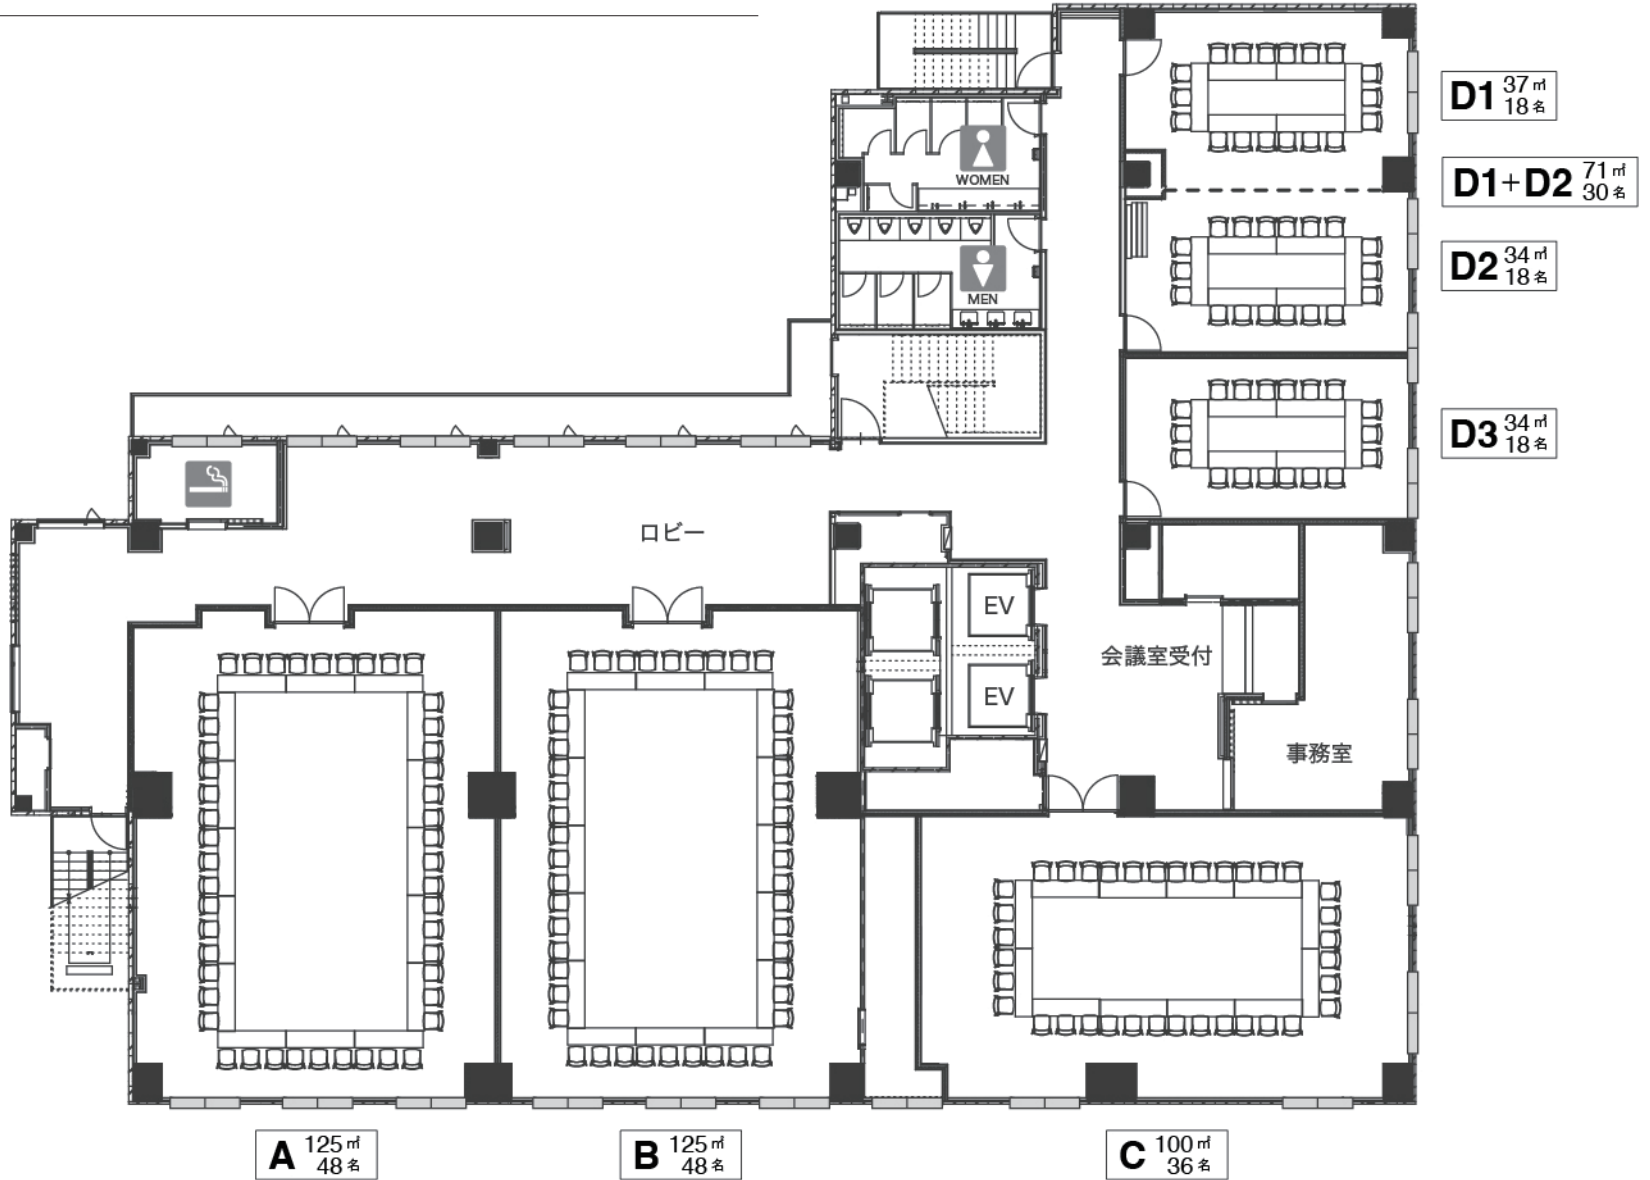 D1 37㎡
18名
D1+D2 71㎡
30名
WOMEN
D2 34㎡
18名
MEN
D3 34㎡
18名
ロビー
EV
会議室受付
EV
事務室
A 125㎡
48名
B 125㎡
48名
C 100㎡
36名